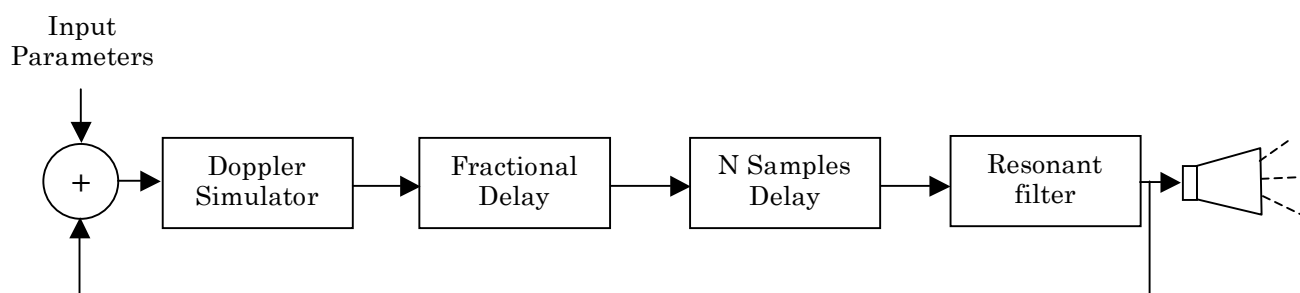 Input
Parameters
+
Doppler
Simulator
Fractional
Delay
N Samples
Delay
Resonant
filter